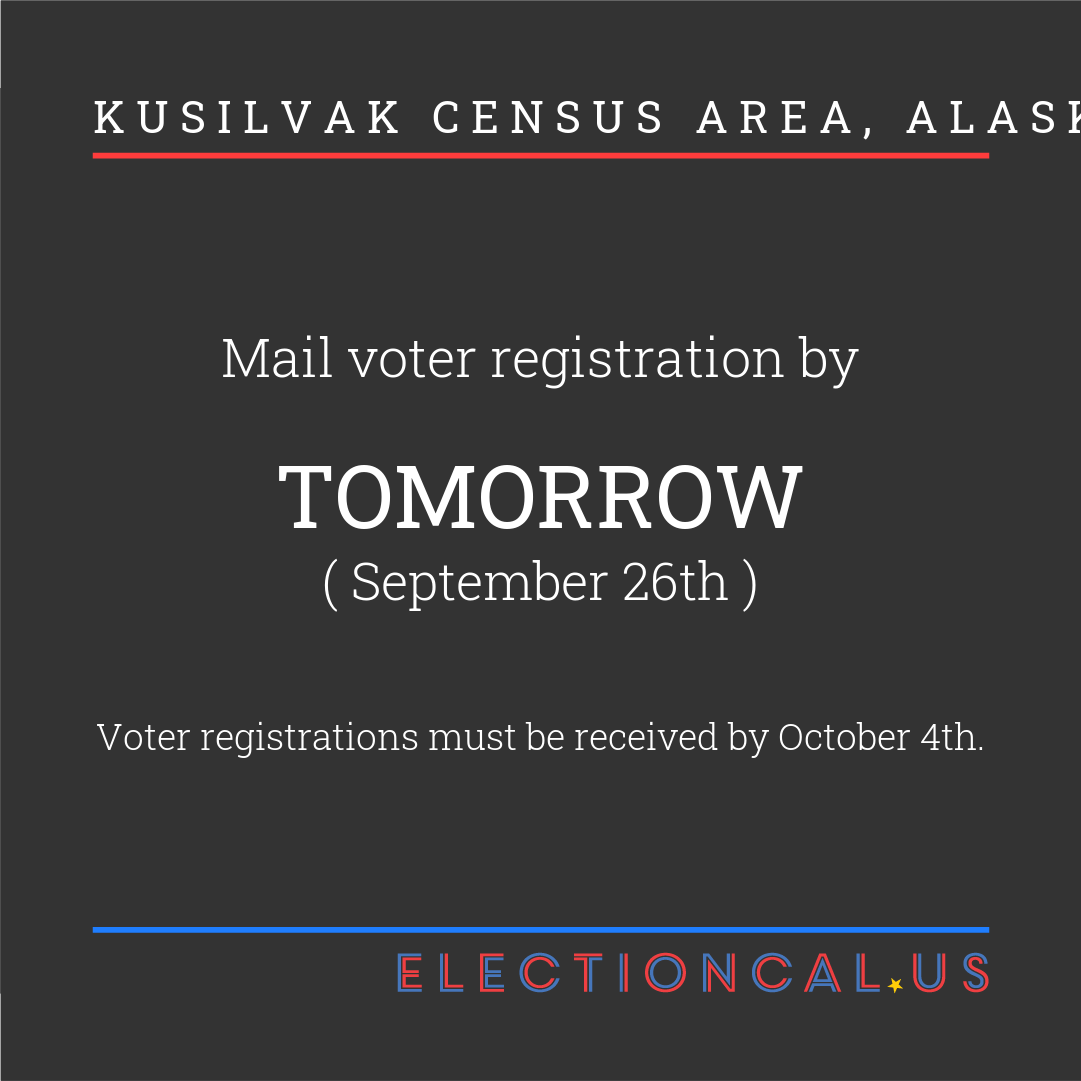 KUSILVAK CENSUS AREA, ALASK
Mail voter registration by
TOMORROW
( September 26th )
Voter registrations must be received by October 4th.
ELECTIONCAL.US